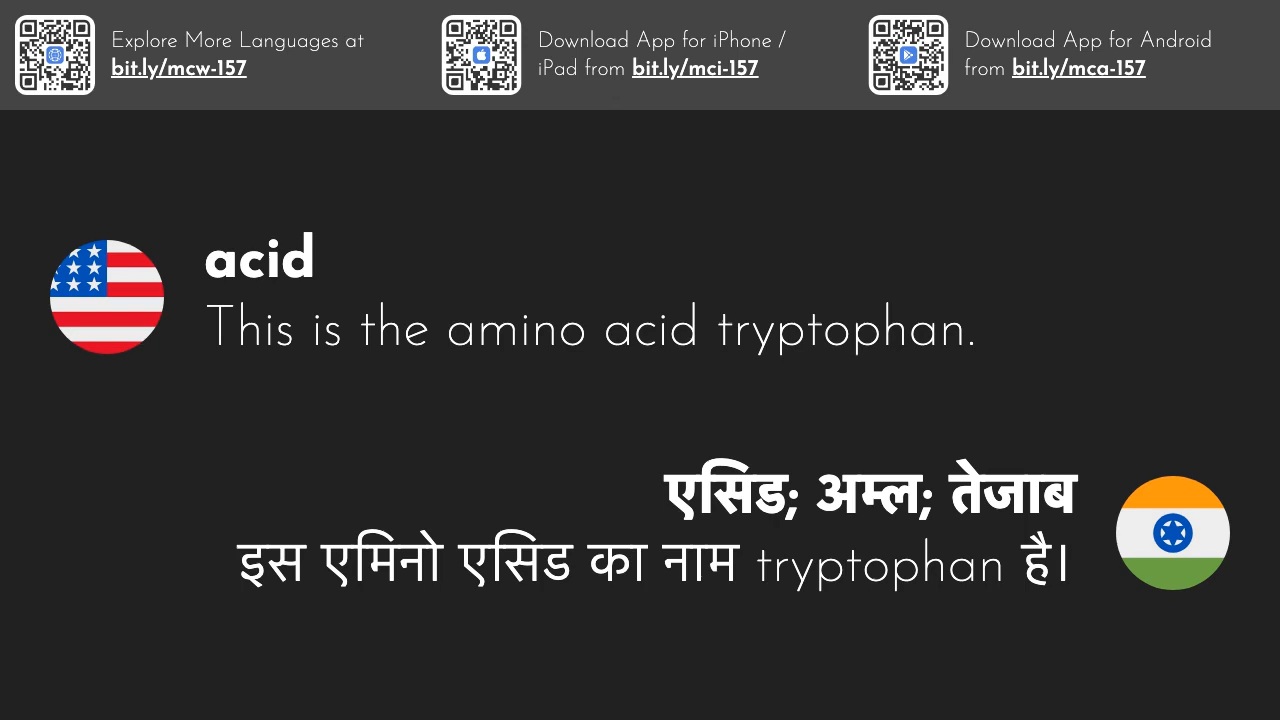 Explore More Languages at
bit.ly/mcw-157
Download App for iPhone /
iPad from bit.ly/mci-157
Download App for Android
from bit.ly/mca-157
acid
This is the amino acid tryptophan.
एसिड; अम्ल; तेजाब
इस एमिनो एसिड का नाम tryptophan है।